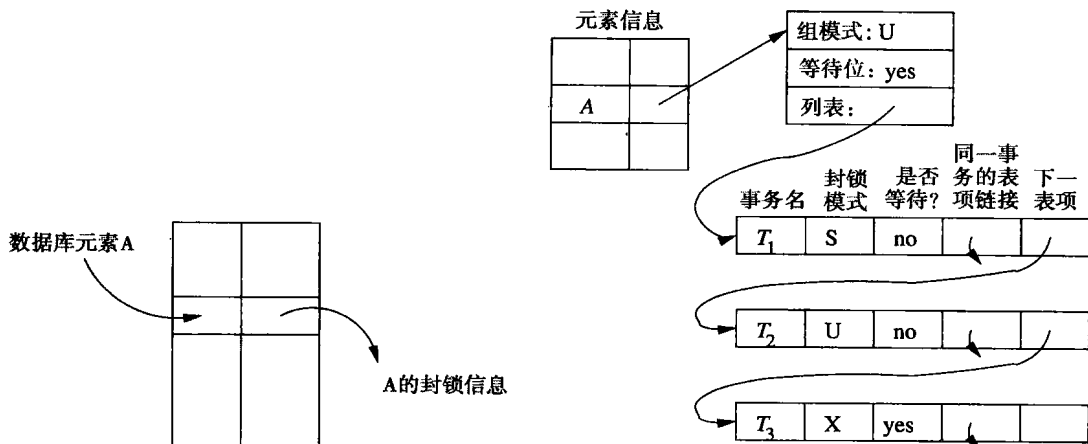 数据库元素A
A的封锁信息
元素信息
A
组模式: U
等待位: yes
列表:
事务名
封锁
模式
是否
等待?
同一事
务的表
项链接
下一
表项
T1 S no
T2 U no
T3 X yes